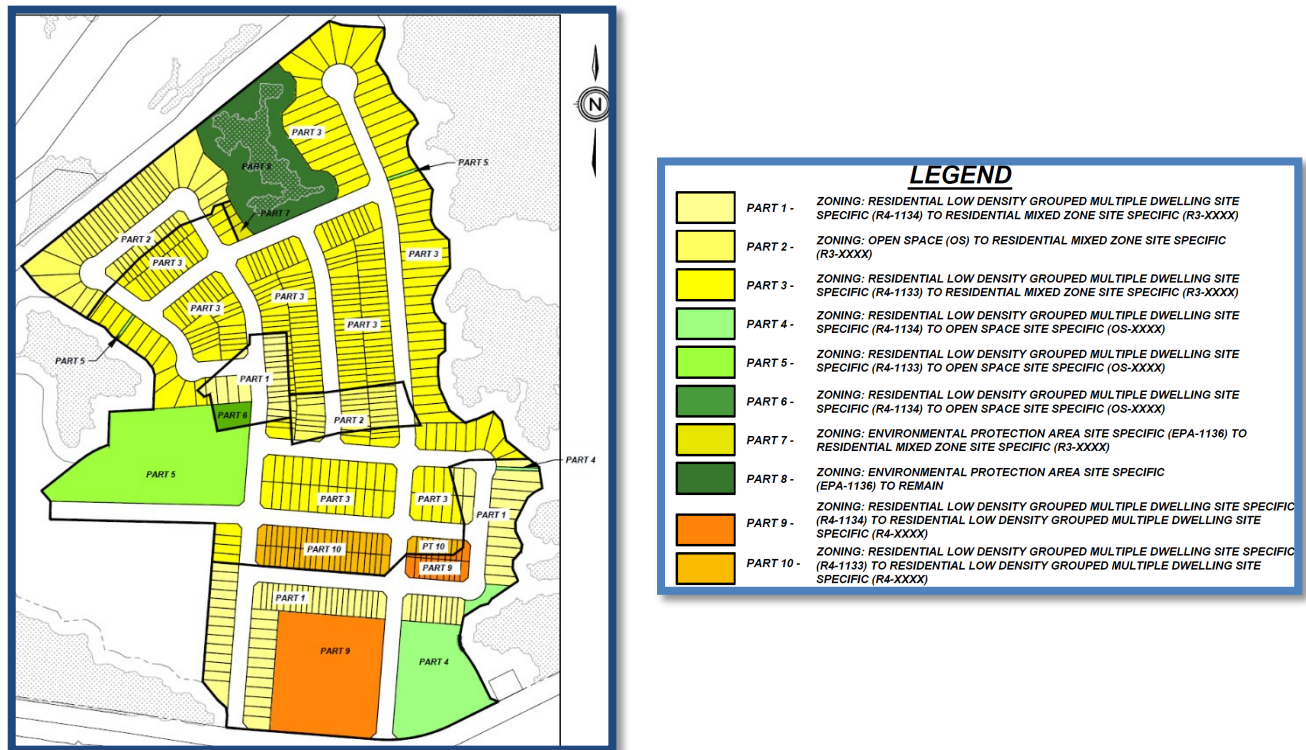 N
PART 3
PART 5
PART 8
PART 7
PART 2
PART 3
PART 3
PART 3
PART 3
PART 3
PART 5
PART 1
PART 6
PART 2
PART 4
PART 5
PART 3
PART 3
PART 1
PART 10
PT 10
PART 9
PART 1
PART 9
PART 4
LEGEND
PART 1 - ZONING: RESIDENTIAL LOW DENSITY GROUPED MULTIPLE DWELLING SITE
SPECIFIC (R4-1134) TO RESIDENTIAL MIXED ZONE SITE SPECIFIC (R3-XXXX)
PART 2 - ZONING: OPEN SPACE (OS) TO RESIDENTIAL MIXED ZONE SITE SPECIFIC
(R3-XXXX)
PART 3 - ZONING: RESIDENTIAL LOW DENSITY GROUPED MULTIPLE DWELLING SITE
SPECIFIC (R4-1133) TO RESIDENTIAL MIXED ZONE SITE SPECIFIC (R3-XXXX)
PART 4 - ZONING: RESIDENTIAL LOW DENSITY GROUPED MULTIPLE DWELLING SITE
SPECIFIC (R4-1134) TO OPEN SPACE SITE SPECIFIC (OS-XXXX)
PART 5 - ZONING: RESIDENTIAL LOW DENSITY GROUPED MULTIPLE DWELLING SITE
SPECIFIC (R4-1133) TO OPEN SPACE SITE SPECIFIC (OS-XXXX)
PART 6 - ZONING: RESIDENTIAL LOW DENSITY GROUPED MULTIPLE DWELLING SITE
SPECIFIC (R4-1134) TO OPEN SPACE SITE SPECIFIC (OS-XXXX)
PART 7 - ZONING: ENVIRONMENTAL PROTECTION AREA SITE SPECIFIC (EPA-1136) TO
RESIDENTIAL MIXED ZONE SITE SPECIFIC (R3-XXXX)
PART 8 - ZONING: ENVIRONMENTAL PROTECTION AREA SITE SPECIFIC
(EPA-1136) TO REMAIN
PART 9 - ZONING: RESIDENTIAL LOW DENSITY GROUPED MULTIPLE DWELLING SITE SPECIFIC
(R4-1134) TO RESIDENTIAL LOW DENSITY GROUPED MULTIPLE DWELLING SITE
SPECIFIC (R4-XXXX)
PART 10 - ZONING: RESIDENTIAL LOW DENSITY GROUPED MULTIPLE DWELLING SITE SPECIFIC
(R4-1133) TO RESIDENTIAL LOW DENSITY GROUPED MULTIPLE DWELLING SITE
SPECIFIC (R4-XXXX)